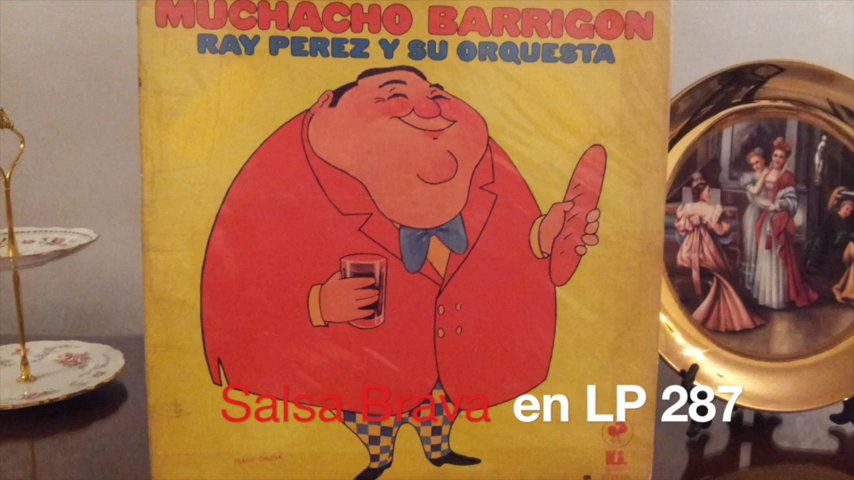 MUCHACHO BARRIGON
RAY PEREZ Y SU ORQUESTA
Salsa Brava en LP 287